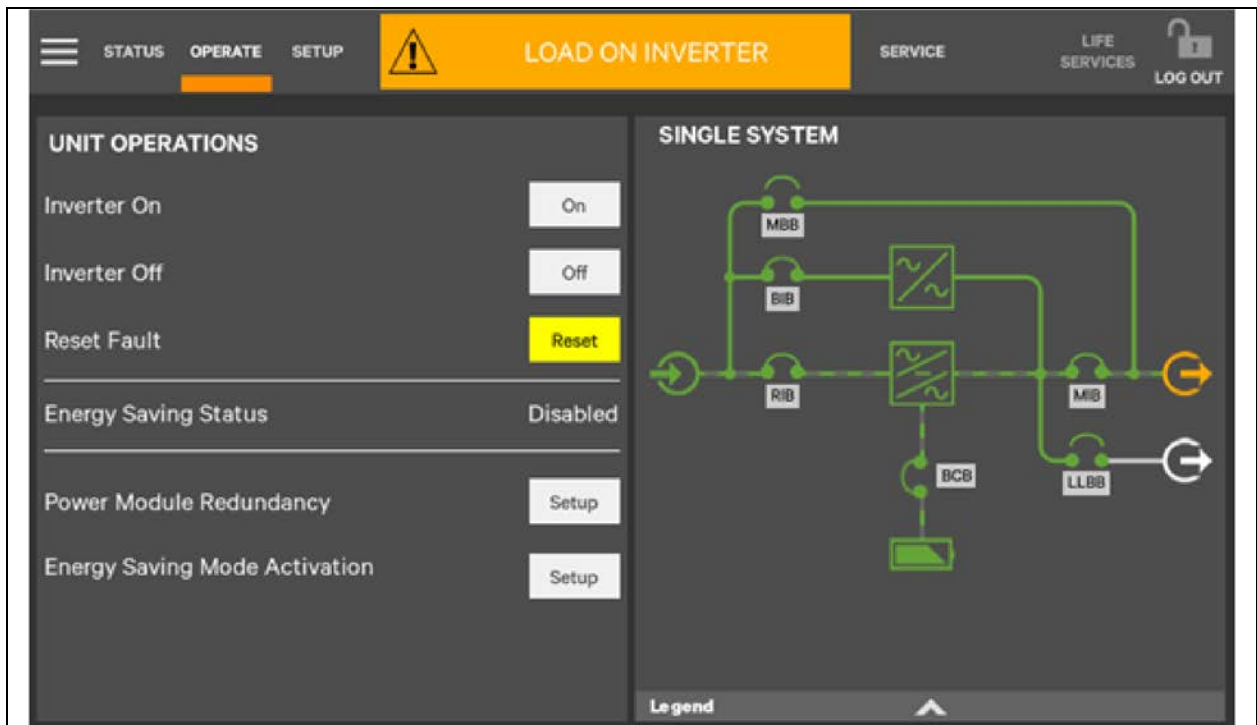 STATUS OPERATE SETUP LOAD ON INVERTER SERVICE LIFE
SERVICES
LOG OUT
UNIT OPERATIONS
Inverter On On
Inverter Off Off
Reset Fault Reset
Energy Saving Status Disabled
Power Module Redundancy Setup
Energy Saving Mode Activation Setup
SINGLE SYSTEM
MBB
BIB
RIB MIB
BCB LLBB
Legend